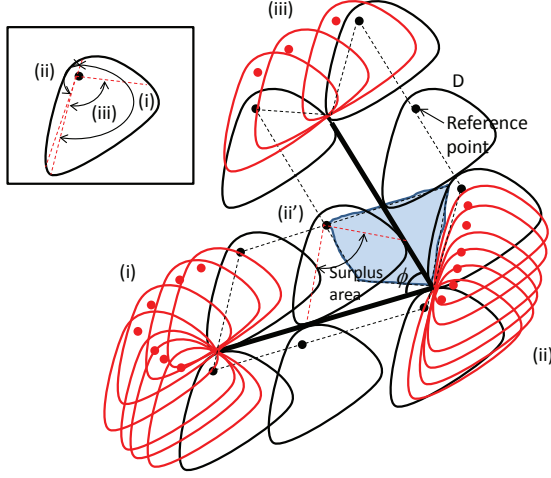 (iii)
(ii)
(i)
(iii)
D
Reference
point
(ii')
(i)
Surplus
area
ϕ
(ii)